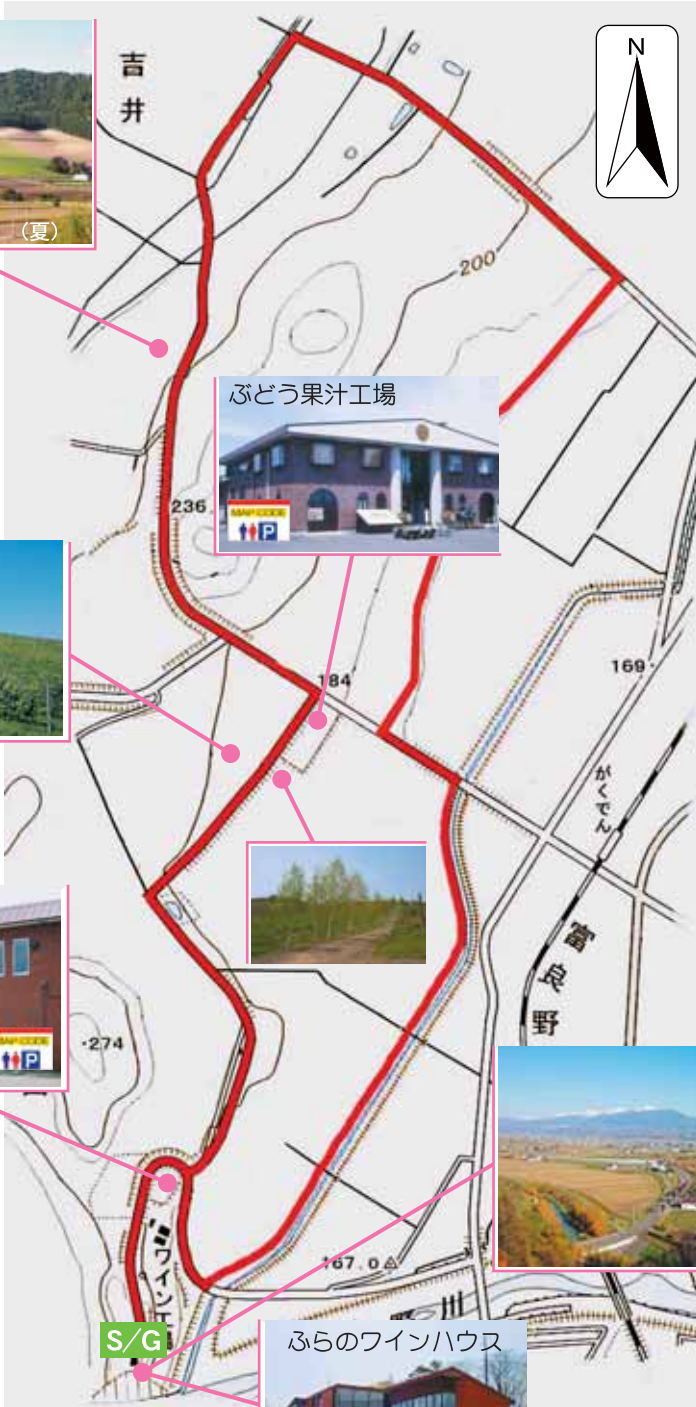 吉井
N
(夏)
200
ぶどう果汁工場
MAP CODE
P
236
184
169
がくでん
富良野
MAP CODE
P
274
167.0
ワイン工
川
S/G
ふらのワインハウス